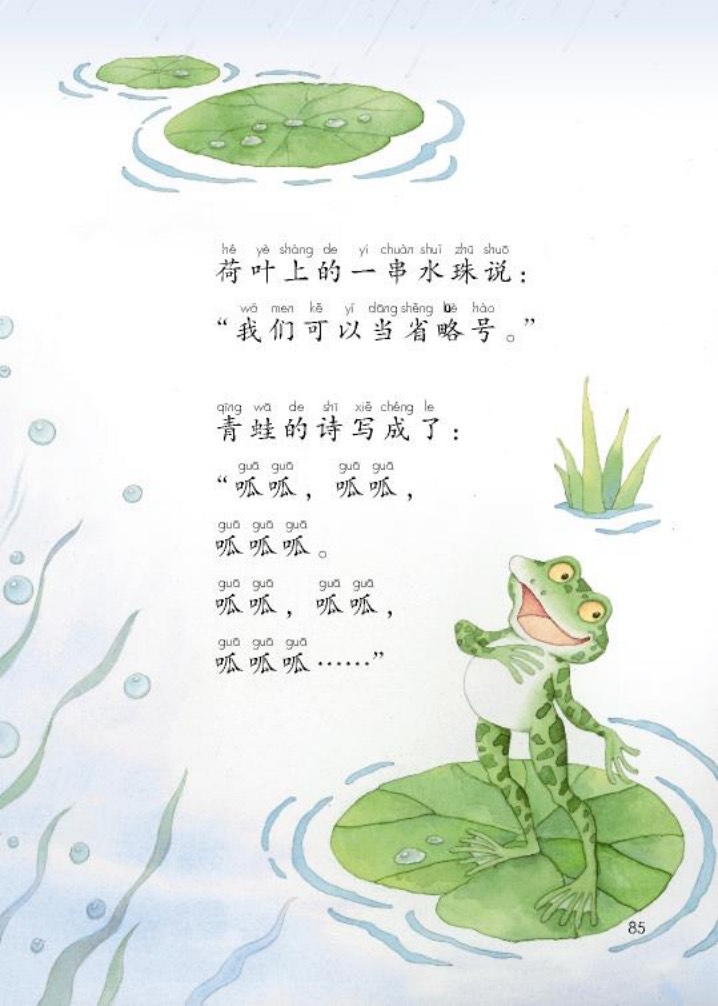 hé yè shàng de yí chuàn shuǐ zhū shuō
荷叶上的一串水珠说：
wǒ men kě yǐ dāng shěng lüè hào
“我们可以当省略号。”
qīng wā de shī xiě chéng le
青蛙的诗写成了：
guā guā guā guā
“呱呱，呱呱，
guā guā guā
呱呱呱。
guā guā guā guā
呱呱，呱呱，
guā guā guā
呱呱呱……”
85